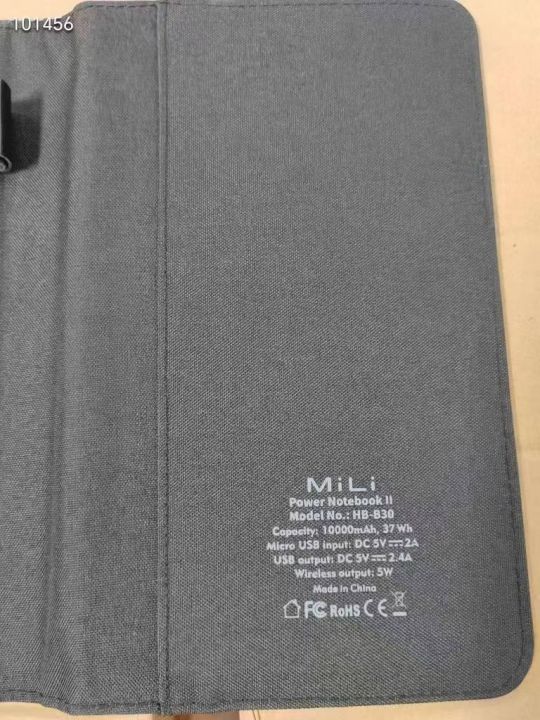 101456
MiLi
Power Notebook II
Model No.: HB-B30
Capacity: 10000mAh, 37 Wh
Micro USB input: DC 5V⎓2A
USB output: DC 5V⎓2.4A
Wireless output: 5W
Made in China
FC RoHS CE